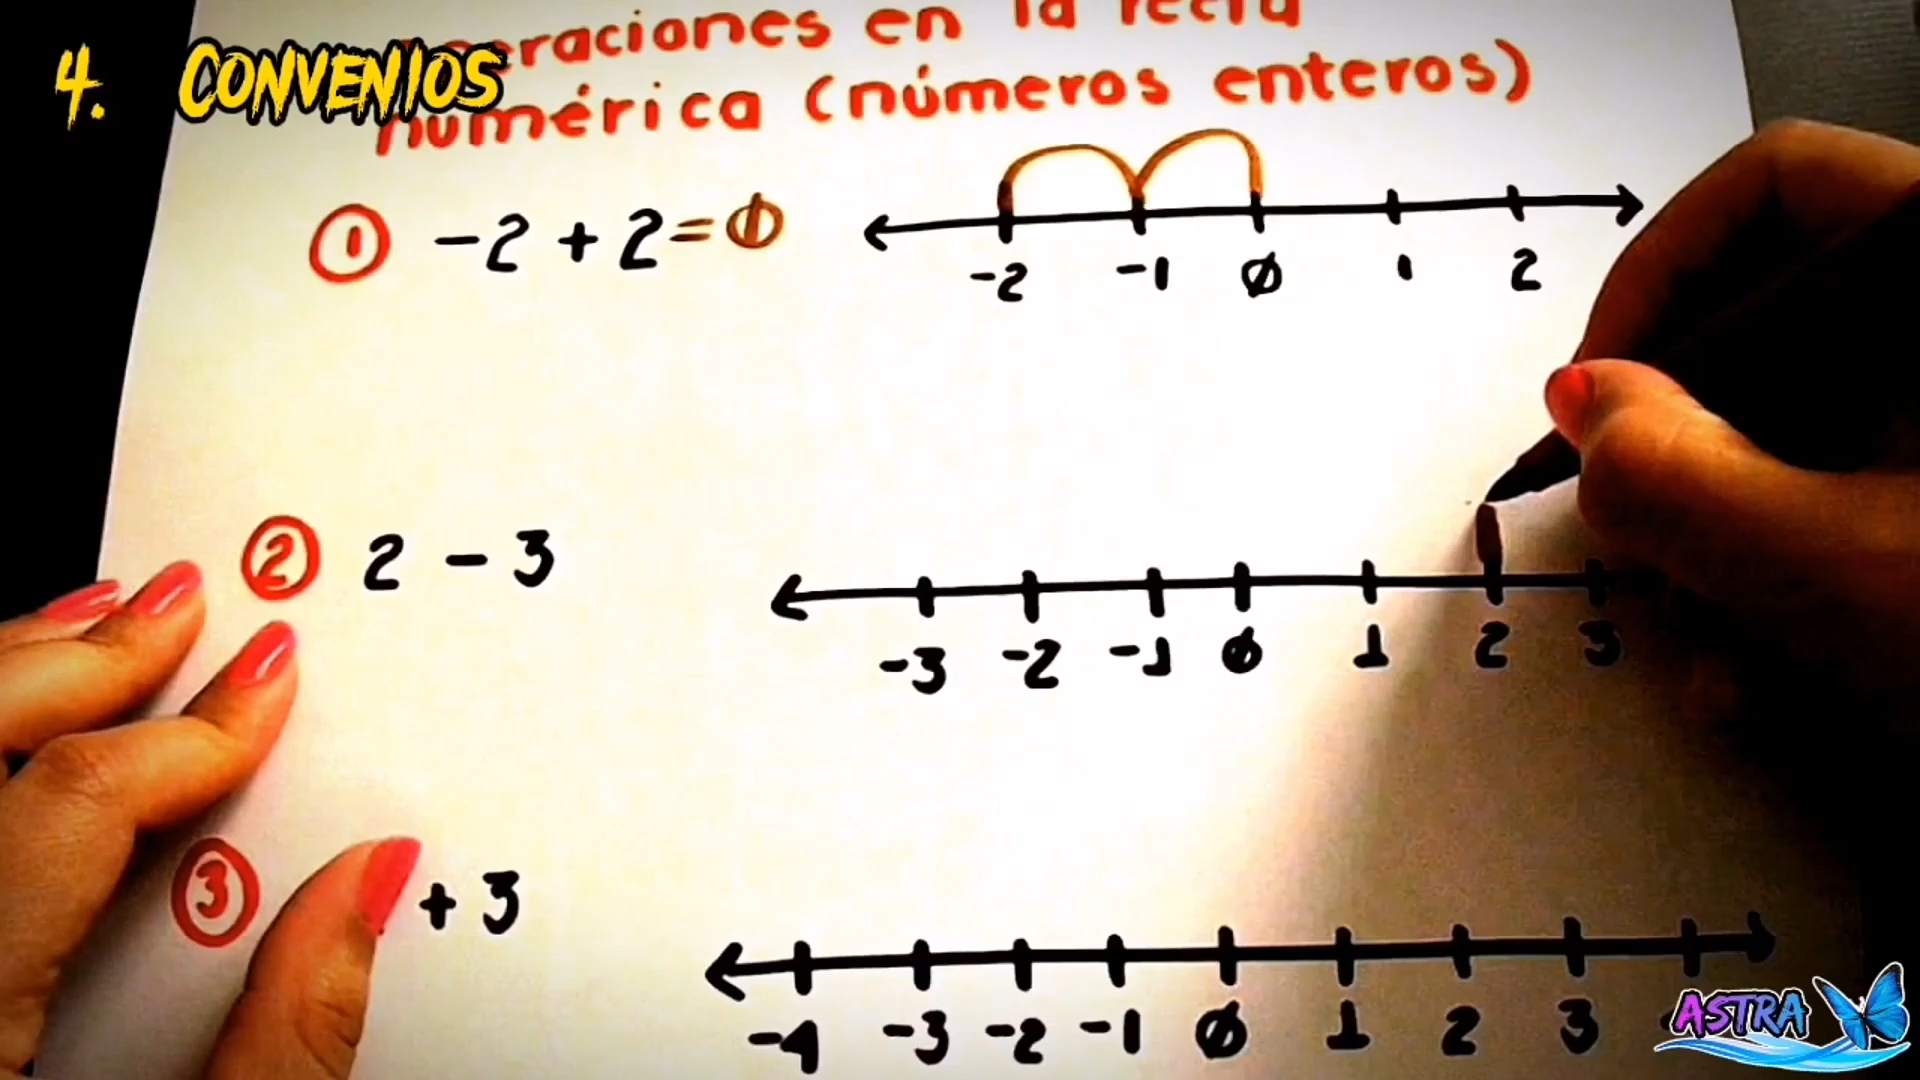 4. CONVENIOS
en la recta
numérica (números enteros)
① -2 + 2 = 0
-2 -1 0 1 2
② 2 - 3
-3 -2 -1 0 1 2 3
③ + 3
-4 -3 -2 -1 0 1 2 3
ASTRA